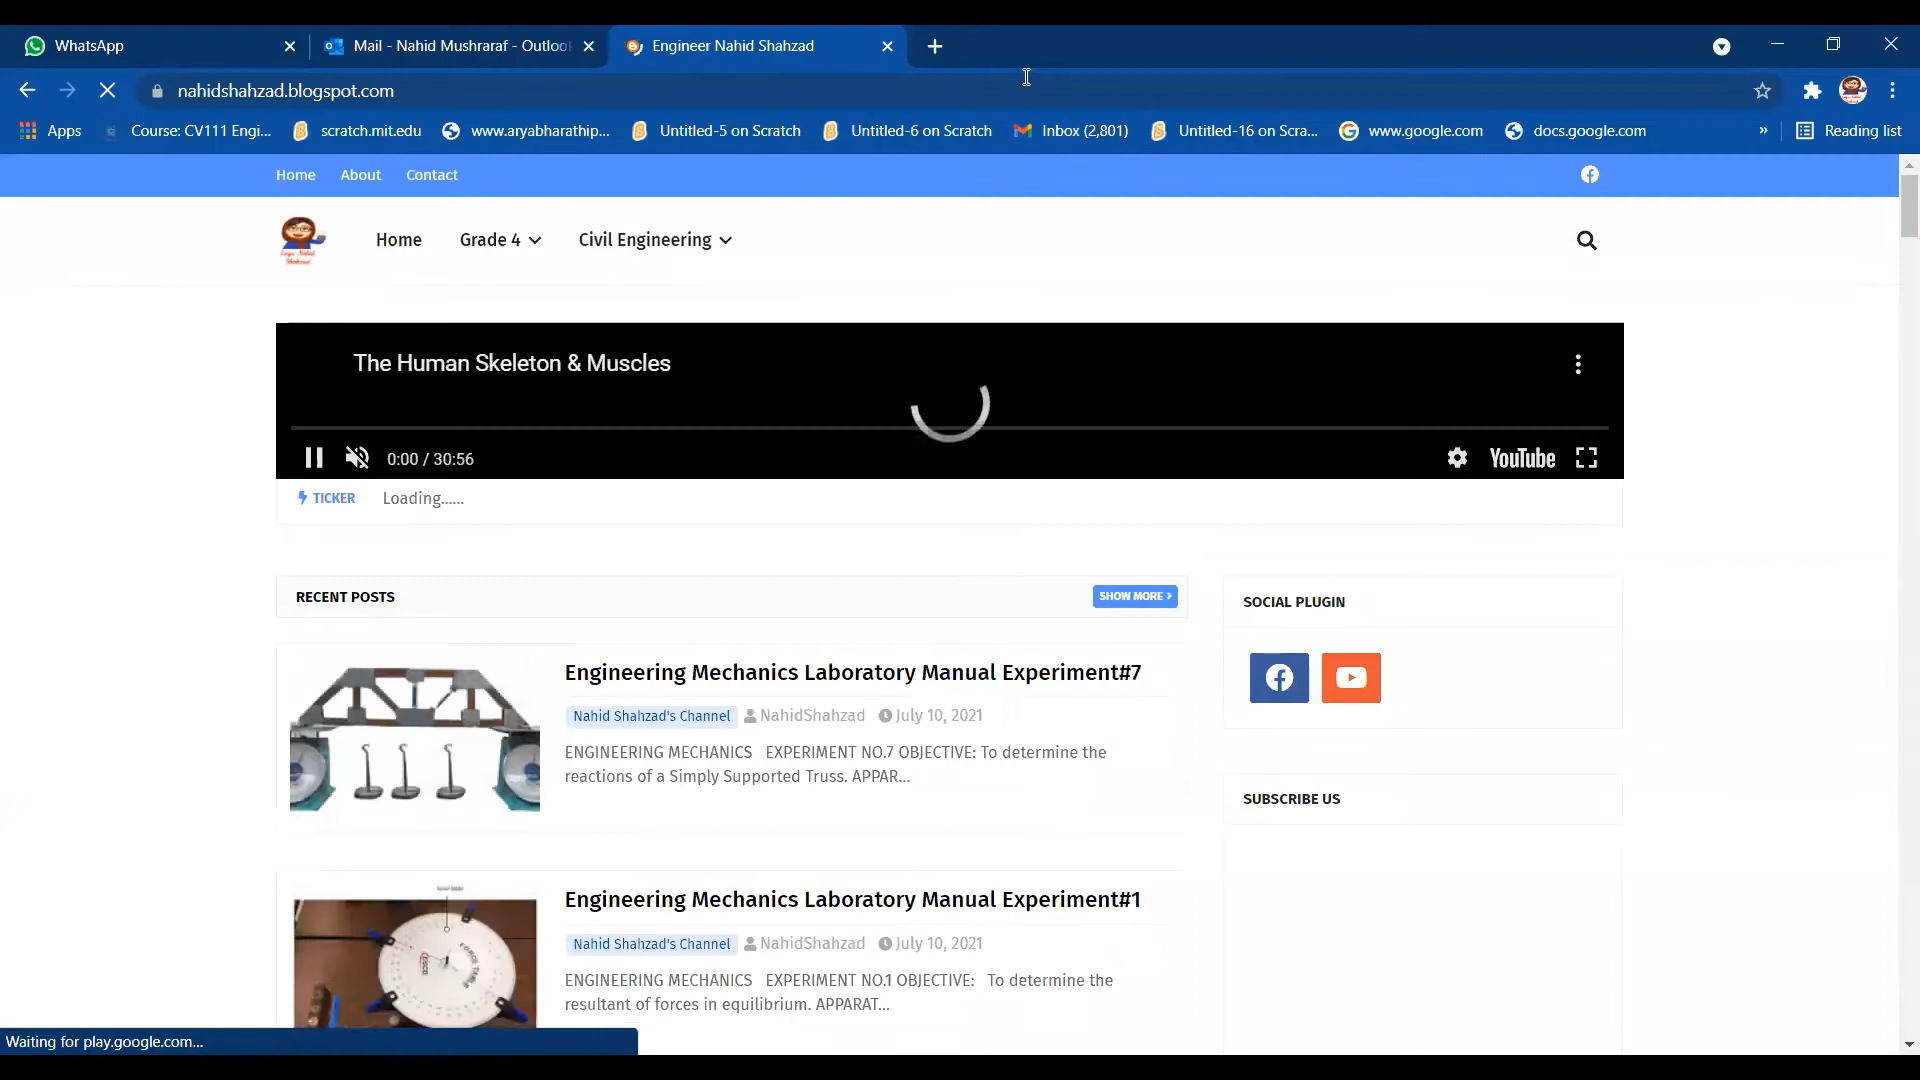 WhatsApp
Mail - Nahid Mushraraf - Outloo
Engineer Nahid Shahzad
nahidshahzad.blogspot.com
Apps
Course: CV111 Engi...
scratch.mit.edu
www.aryabharathip...
Untitled-5 on Scratch
Untitled-6 on Scratch
Inbox (2,801)
Untitled-16 on Scra...
www.google.com
docs.google.com
»
Reading list
Home About Contact
Home Grade 4 Civil Engineering
The Human Skeleton & Muscles
0:00 / 30:56
YouTube
TICKER Loading......
RECENT POSTS
SHOW MORE >
Engineering Mechanics Laboratory Manual Experiment#7
Nahid Shahzad's Channel NahidShahzad July 10, 2021
ENGINEERING MECHANICS EXPERIMENT NO.7 OBJECTIVE: To determine the
reactions of a Simply Supported Truss. APPAR...
Engineering Mechanics Laboratory Manual Experiment#1
Nahid Shahzad's Channel NahidShahzad July 10, 2021
ENGINEERING MECHANICS EXPERIMENT NO.1 OBJECTIVE: To determine the
resultant of forces in equilibrium. APPARAT...
SOCIAL PLUGIN
SUBSCRIBE US
Waiting for play.google.com...